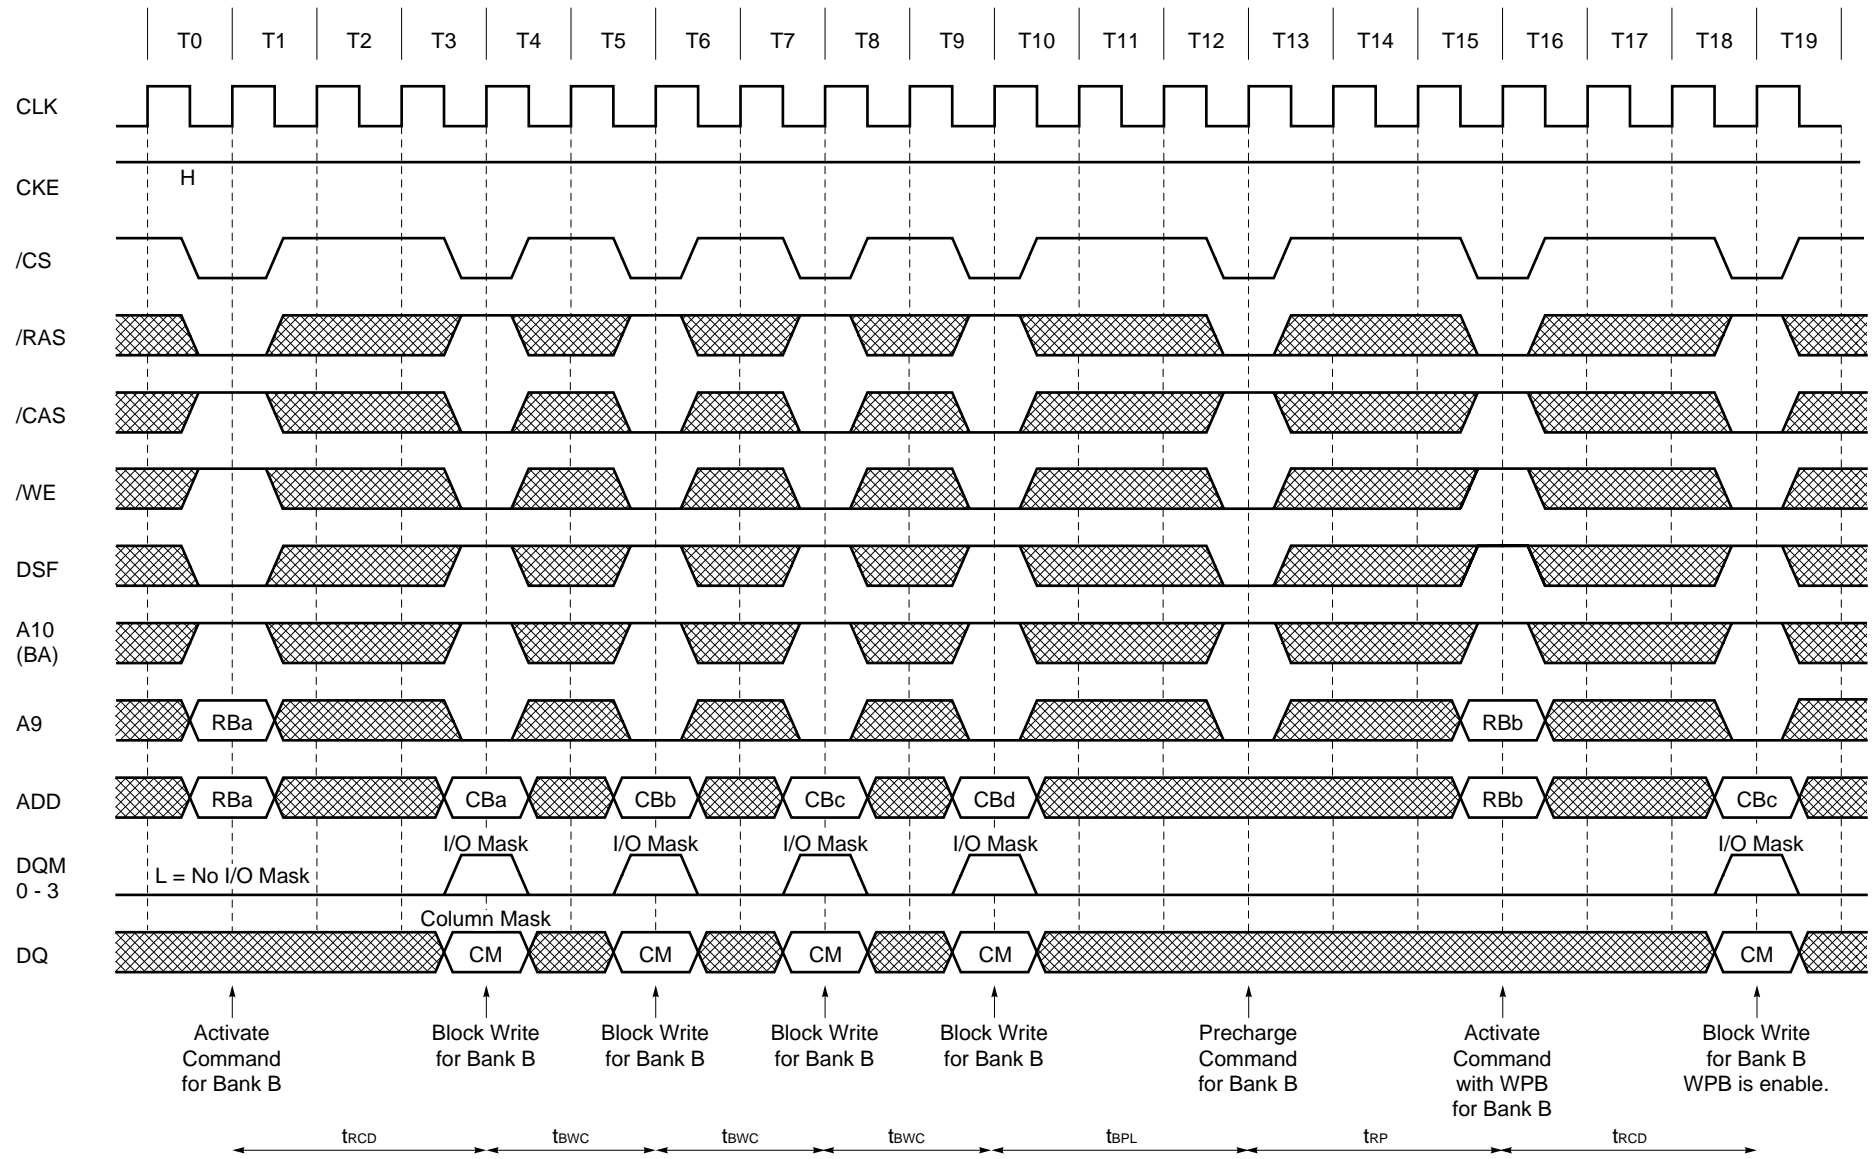 T0 T1 T2 T3 T4 T5 T6 T7 T8 T9 T10 T11 T12 T13 T14 T15 T16 T17 T18 T19
CLK
CKE H
/CS
/RAS
/CAS
/WE
DSF
A10
(BA)
A9 RBa RBb
ADD RBa CBa CBb CBc CBd RBb CBc
I/O Mask I/O Mask I/O Mask I/O Mask I/O Mask
DQM
0 - 3
L = No I/O Mask
Column Mask
DQ CM CM CM CM CM
Activate
Command
for Bank B
Block Write
for Bank B
Block Write
for Bank B
Block Write
for Bank B
Block Write
for Bank B
Precharge
Command
for Bank B
Activate
Command
with WPB
for Bank B
Block Write
for Bank B
WPB is enable.
tRCD tBWC tBWC tBWC tBPL tRP tRCD